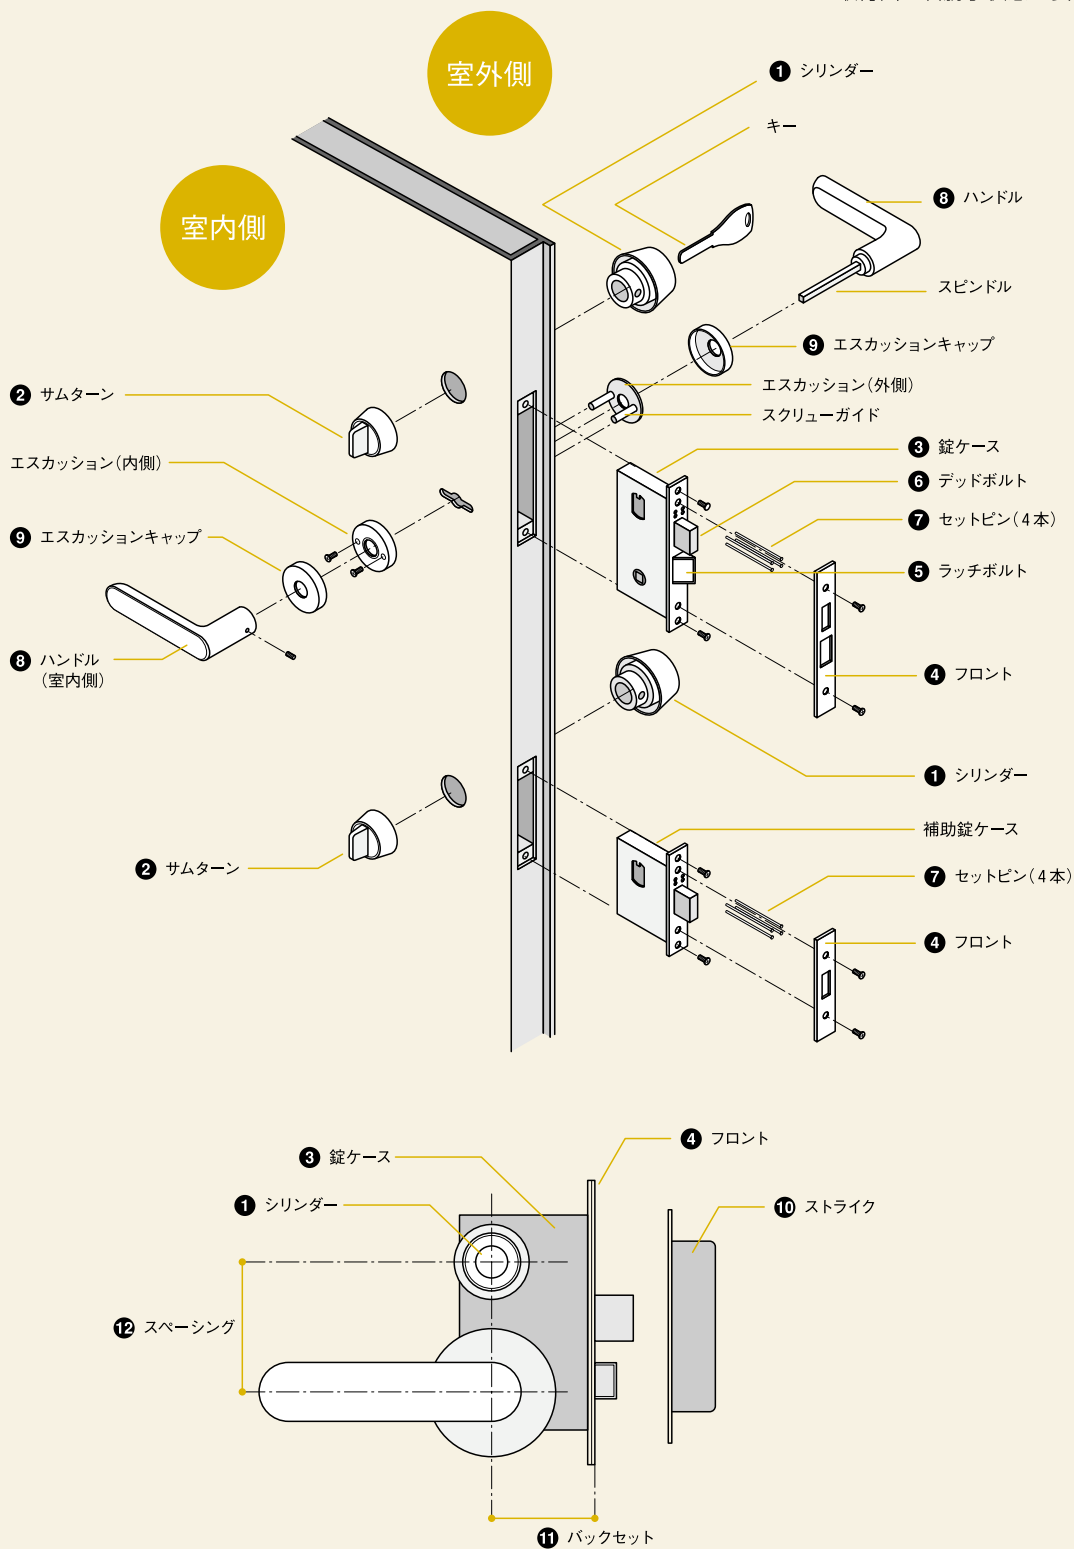 室外側
❶ シリンダー
キー
❽ ハンドル
室内側
スピンドル
❾ エスカッションキャップ
エスカッション(外側)
❷ サムターン
スクリューガイド
❸ 錠ケース
エスカッション(内側)
❻ デッドボルト
❼ セットピン(4本)
❾ エスカッションキャップ
❺ ラッチボルト
❽ ハンドル
(室内側)
❹ フロント
❶ シリンダー
補助錠ケース
❷ サムターン
❼ セットピン(4本)
❹ フロント
❹ フロント
❸ 錠ケース
❶ シリンダー
❿ ストライク
⓬ スペーシング
⓫ バックセット